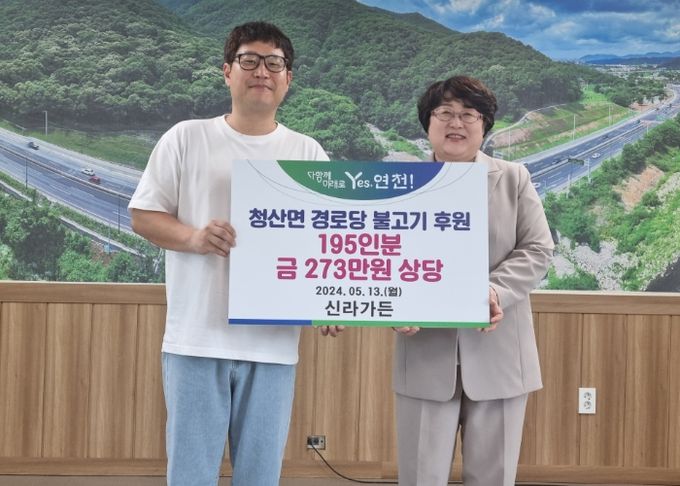 다함께
미래로 Yes.연천!
청산면 경로당 불고기 후원
195인분
금 273만원 상당
2024. 05. 13.(월)
신라가든